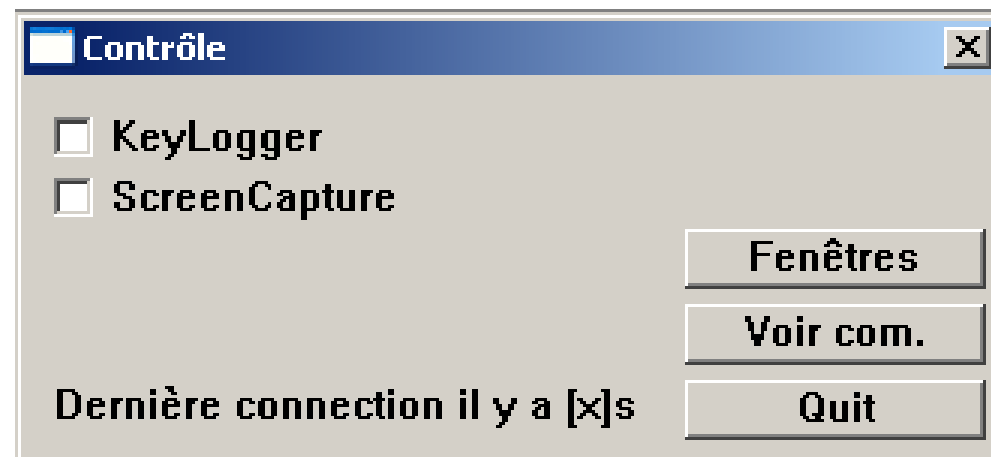 Contrôle
KeyLogger
ScreenCapture
Fenêtres
Voir com.
Dernière connection il y a [x]s
Quit